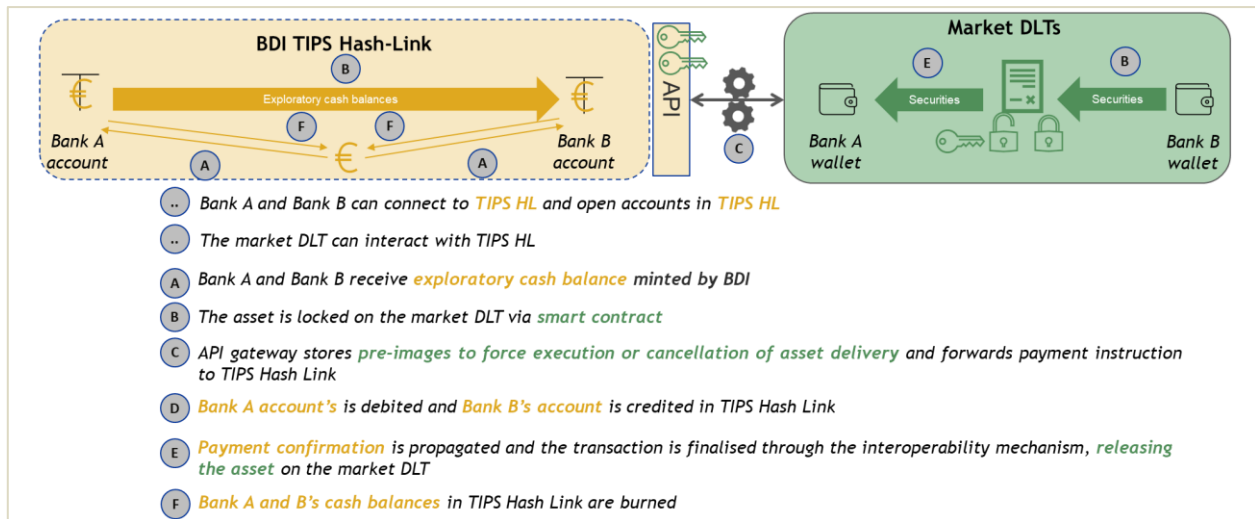 BDI TIPS Hash-Link
Market DLTs
B
E
B
Exploratory cash balances
Securities
Securities
API
F
F
Bank A
account
Bank B
account
A
A
C
Bank A
wallet
Bank B
wallet
.. Bank A and Bank B can connect to TIPS HL and open accounts in TIPS HL
.. The market DLT can interact with TIPS HL
A Bank A and Bank B receive exploratory cash balance minted by BDI
B The asset is locked on the market DLT via smart contract
C API gateway stores pre-images to force execution or cancellation of asset delivery and forwards payment instruction
to TIPS Hash Link
D Bank A account's is debited and Bank B's account is credited in TIPS Hash Link
E Payment confirmation is propagated and the transaction is finalised through the interoperability mechanism, releasing
the asset on the market DLT
F Bank A and B's cash balances in TIPS Hash Link are burned